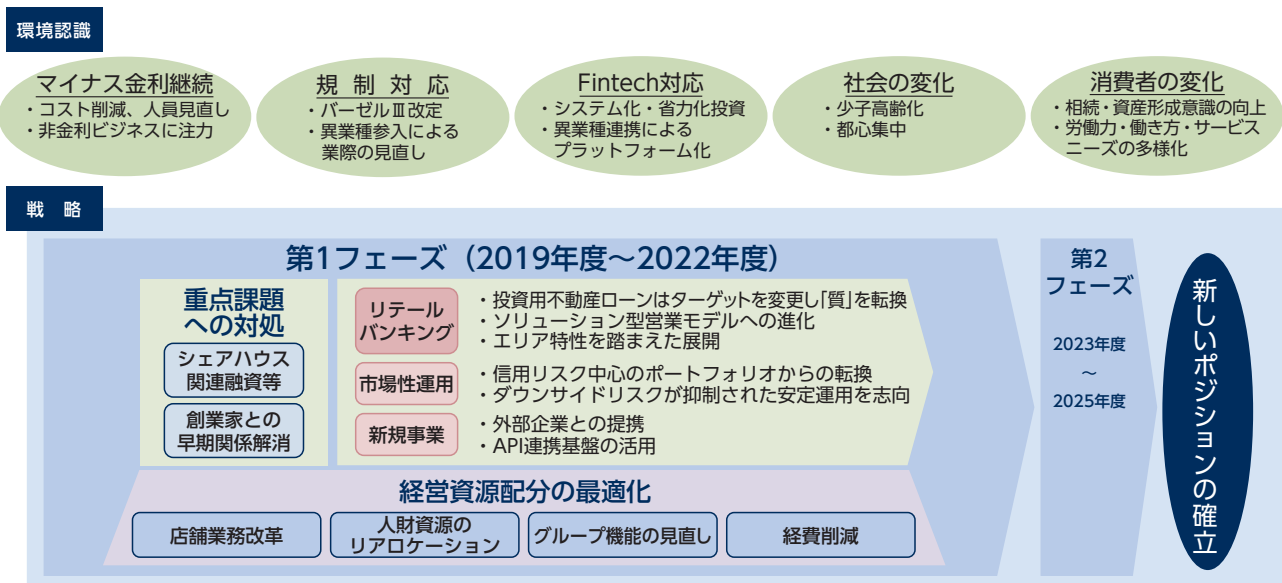 環境認識
マイナス金利継続
・コスト削減、人員見直し
・非金利ビジネスに注力
規制対応
・バーゼルⅢ改定
・異業種参入による
業際の見直し
Fintech対応
・システム化・省力化投資
・異業種連携による
プラットフォーム化
社会の変化
・少子高齢化
・都心集中
消費者の変化
・相続・資産形成意識の向上
・労働力・働き方・サービス
ニーズの多様化
戦略
第1フェーズ(2019年度～2022年度)
重点課題
への対処
シェアハウス
関連融資等
創業家との
早期関係解消
リテール
バンキング
・投資用不動産ローンはターゲットを変更し「質」を転換
・ソリューション型営業モデルへの進化
・エリア特性を踏まえた展開
市場性運用
・信用リスク中心のポートフォリオからの転換
・ダウンサイドリスクが抑制された安定運用を志向
新規事業
・外部企業との提携
・API連携基盤の活用
経営資源配分の最適化
店舗業務改革
人財資源の
リアロケーション
グループ機能の見直し
経費削減
第2
フェーズ
2023年度
～
2025年度
新しいポジションの確立